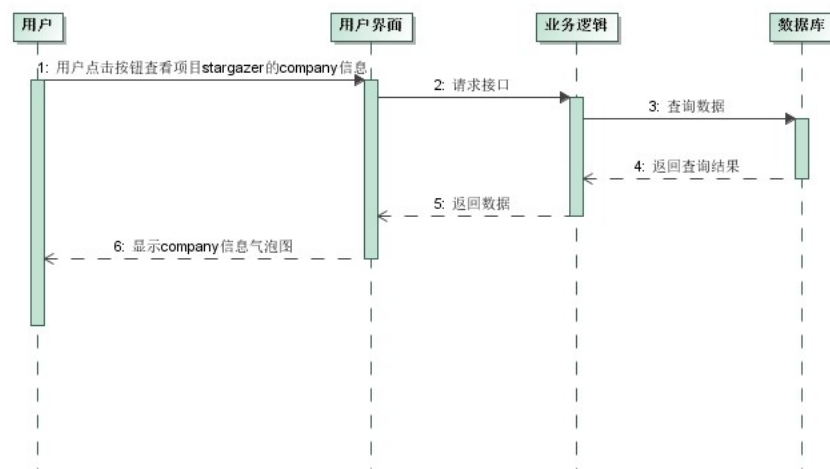 用户
用户界面
业务逻辑
数据库
1: 用户点击按钮查看项目stargazer的company信息
2: 请求接口
3: 查询数据
4: 返回查询结果
5: 返回数据
6: 显示company信息气泡图